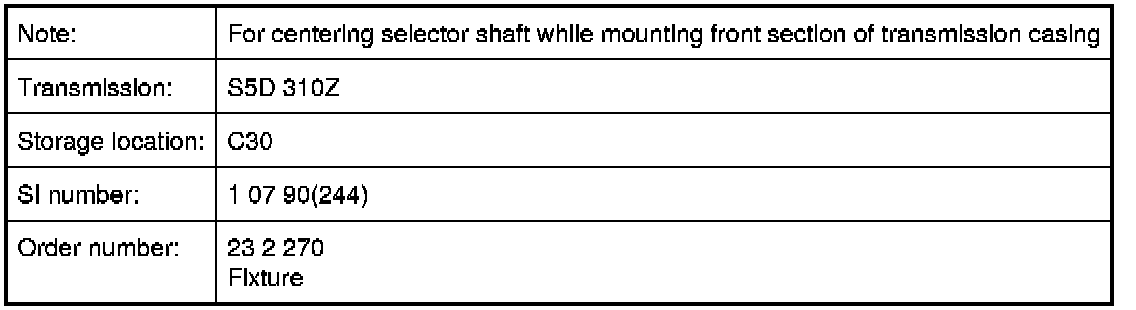 Note: For centering selector shaft while mounting front section of transmission casing
Transmission: S5D 310Z
Storage location: C30
SI number: 1 07 90(244)
Order number: 23 2 270
Fixture